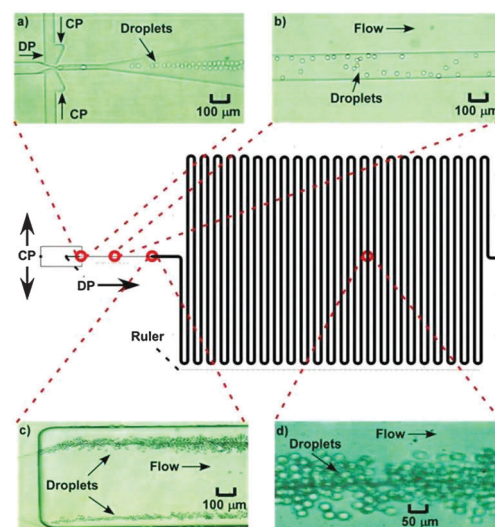 a)
CP
DP
Droplets
CP
100 µm
b)
Flow
Droplets
100 µm
CP
DP
Ruler
c)
Flow
Droplets
100 µm
d)
Flow
Droplets
50 µm